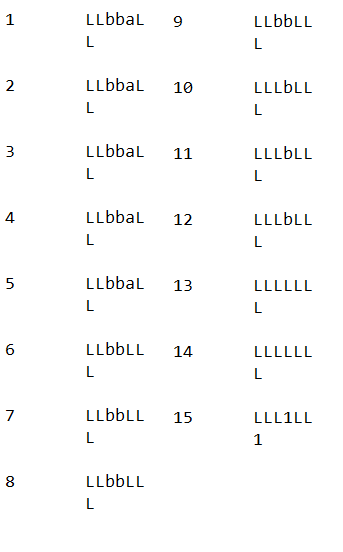 1 LLbbaL
L
2 LLbbaL
L
3 LLbbaL
L
4 LLbbaL
L
5 LLbbaL
L
6 LLbbLL
L
7 LLbbLL
L
8 LLbbLL
L
9 LLbbLL
L
10 LLLbLL
L
11 LLLbLL
L
12 LLLbLL
L
13 LLLLLL
L
14 LLLLLL
L
15 LLL1LL
1